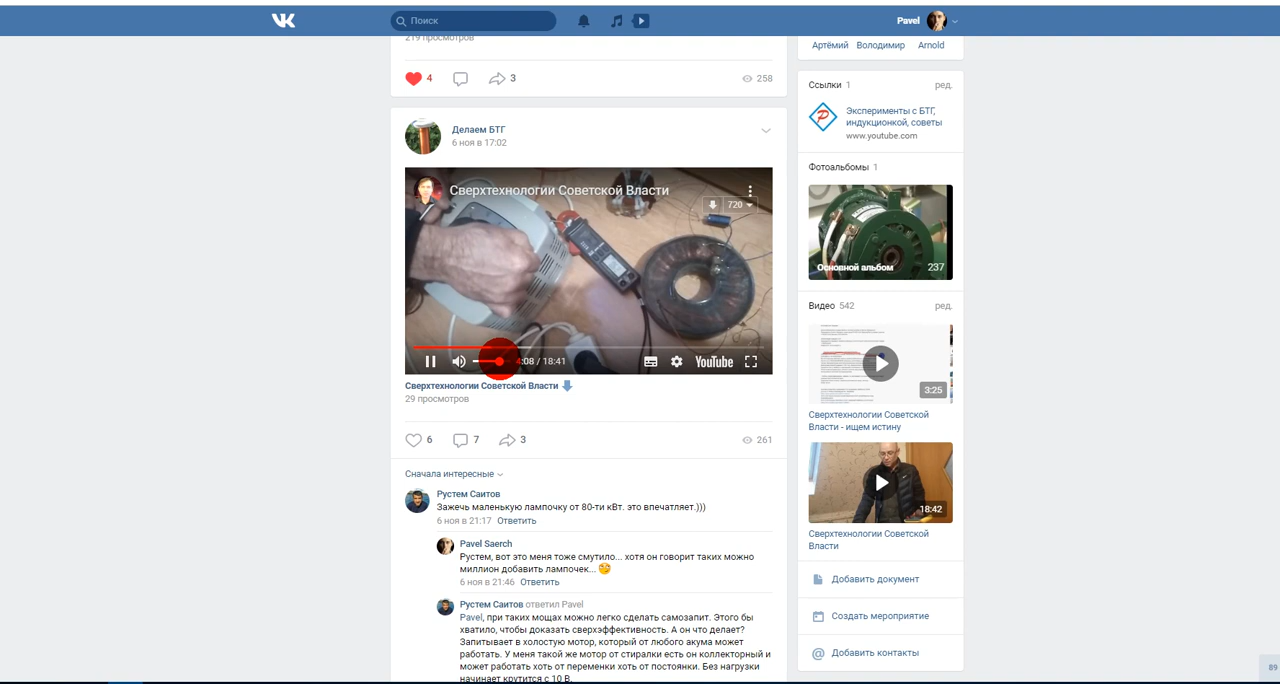 Поиск
Pavel
219 просмотров
4
3
258
Делаем БТГ
6 ноя в 17:02
Сверхтехнологии Советской Власти
720
4:08 / 18:41
YouTube
Сверхтехнологии Советской Власти
29 просмотров
6
7
3
261
Сначала интересные
Рустем Саитов
Зажечь маленькую лампочку от 80-ти кВт. это впечатляет.)))
6 ноя в 21:17 Ответить
Pavel Saerch
Рустем, вот это меня тоже смутило... хотя он говорит таких можно
миллион добавить лампочек...
6 ноя в 21:46 Ответить
Рустем Саитов ответил Pavel
Pavel, при таких мощах можно легко сделать самозапит. Этого бы
хватило, чтобы доказать сверхэффективность. А он что делает?
Запитывает в холостую мотор, который от любого акума может
работать. У меня такой же мотор от стиралки есть он коллекторный и
может работать хоть от переменки хоть от постоянки. Без нагрузки
начинает крутится с 10 В.
Артёмий Володимир Arnold
Ссылки 1
ред.
Эксперименты с БТГ,
индукционкой, советы
www.youtube.com
Фотоальбомы 1
Основной альбом
237
Видео 542
ред.
3:25
Сверхтехнологии Советской
Власти - ищем истину
18:42
Сверхтехнологии Советской
Власти
Добавить документ
Создать мероприятие
Добавить контакты
89